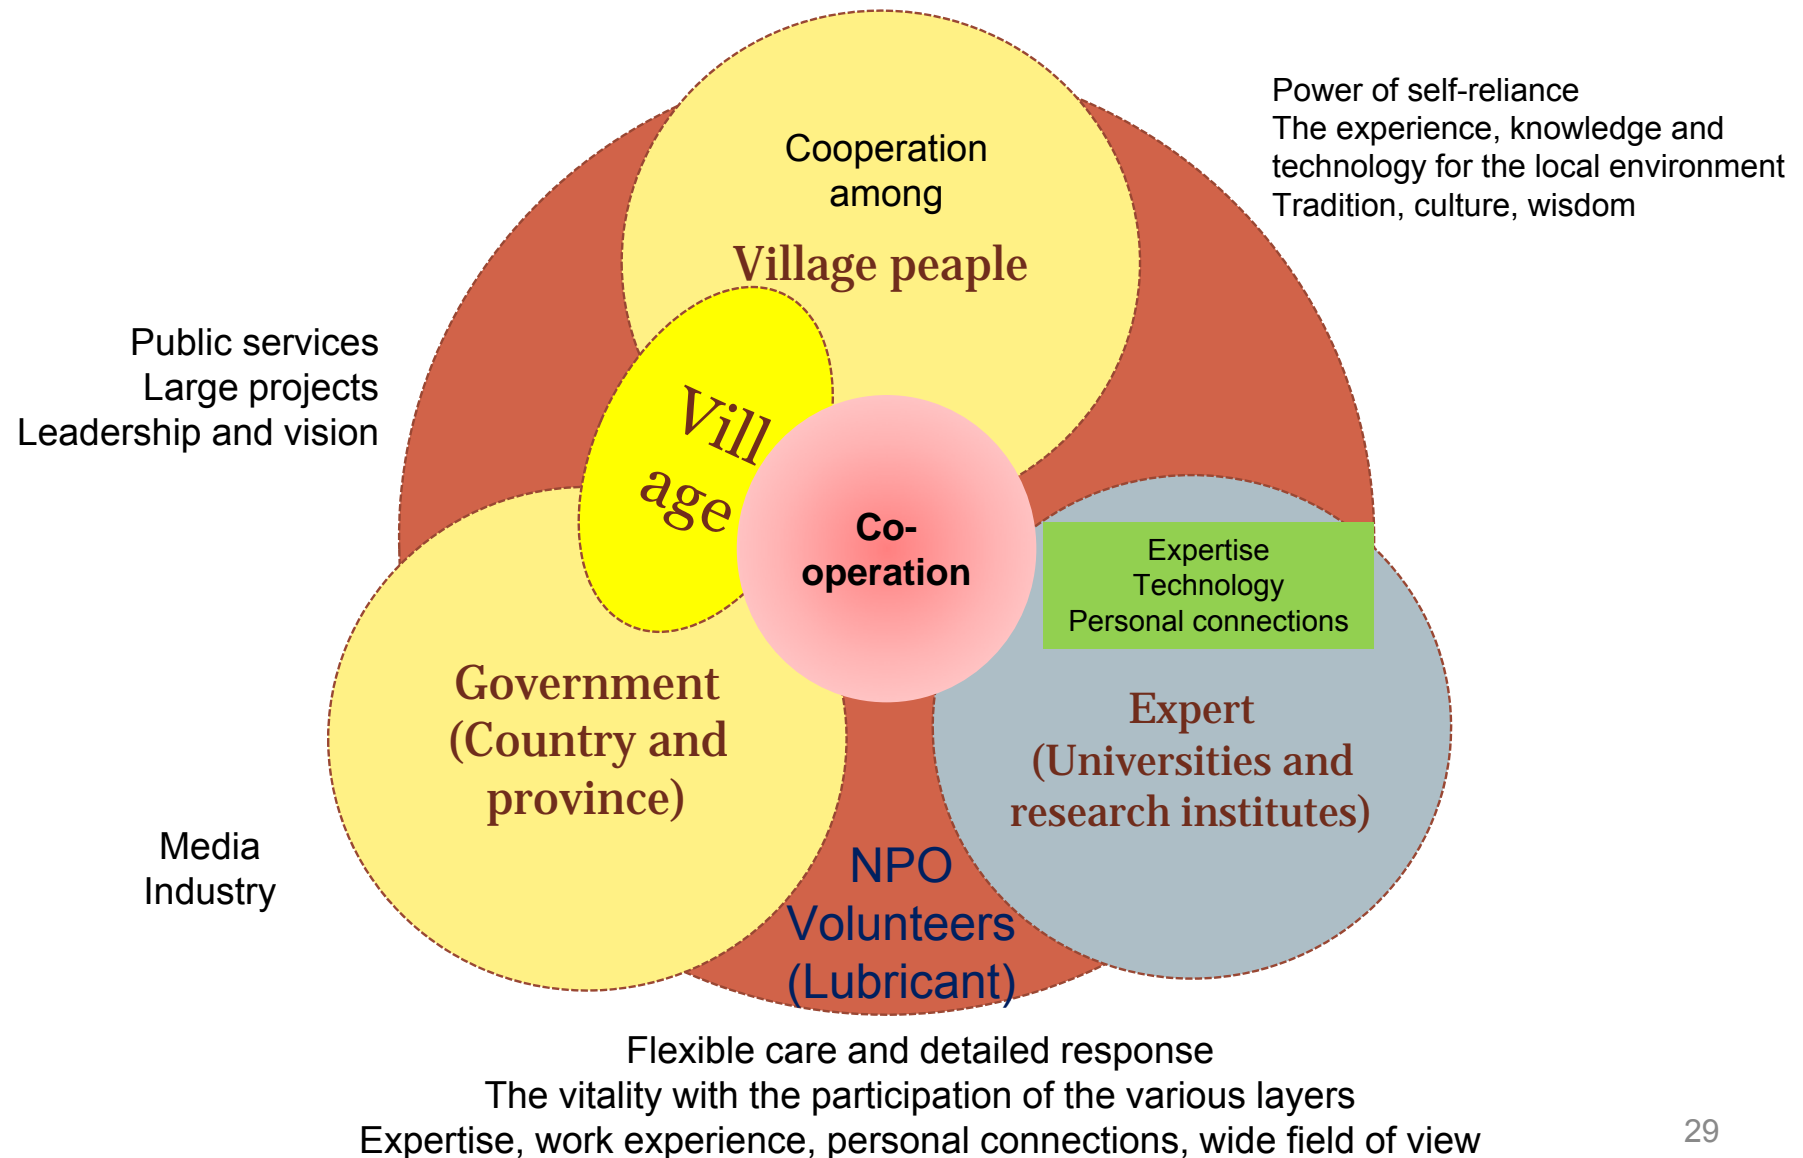 Cooperation
among
Village peaple
Power of self-reliance
The experience, knowledge and
technology for the local environment
Tradition, culture, wisdom
Public services
Large projects
Leadership and vision
Vill
age
Co-
operation
Expertise
Technology
Personal connections
Government
(Country and
province)
Expert
(Universities and
research institutes)
Media
Industry
NPO
Volunteers
(Lubricant)
Flexible care and detailed response
The vitality with the participation of the various layers
Expertise, work experience, personal connections, wide field of view
29